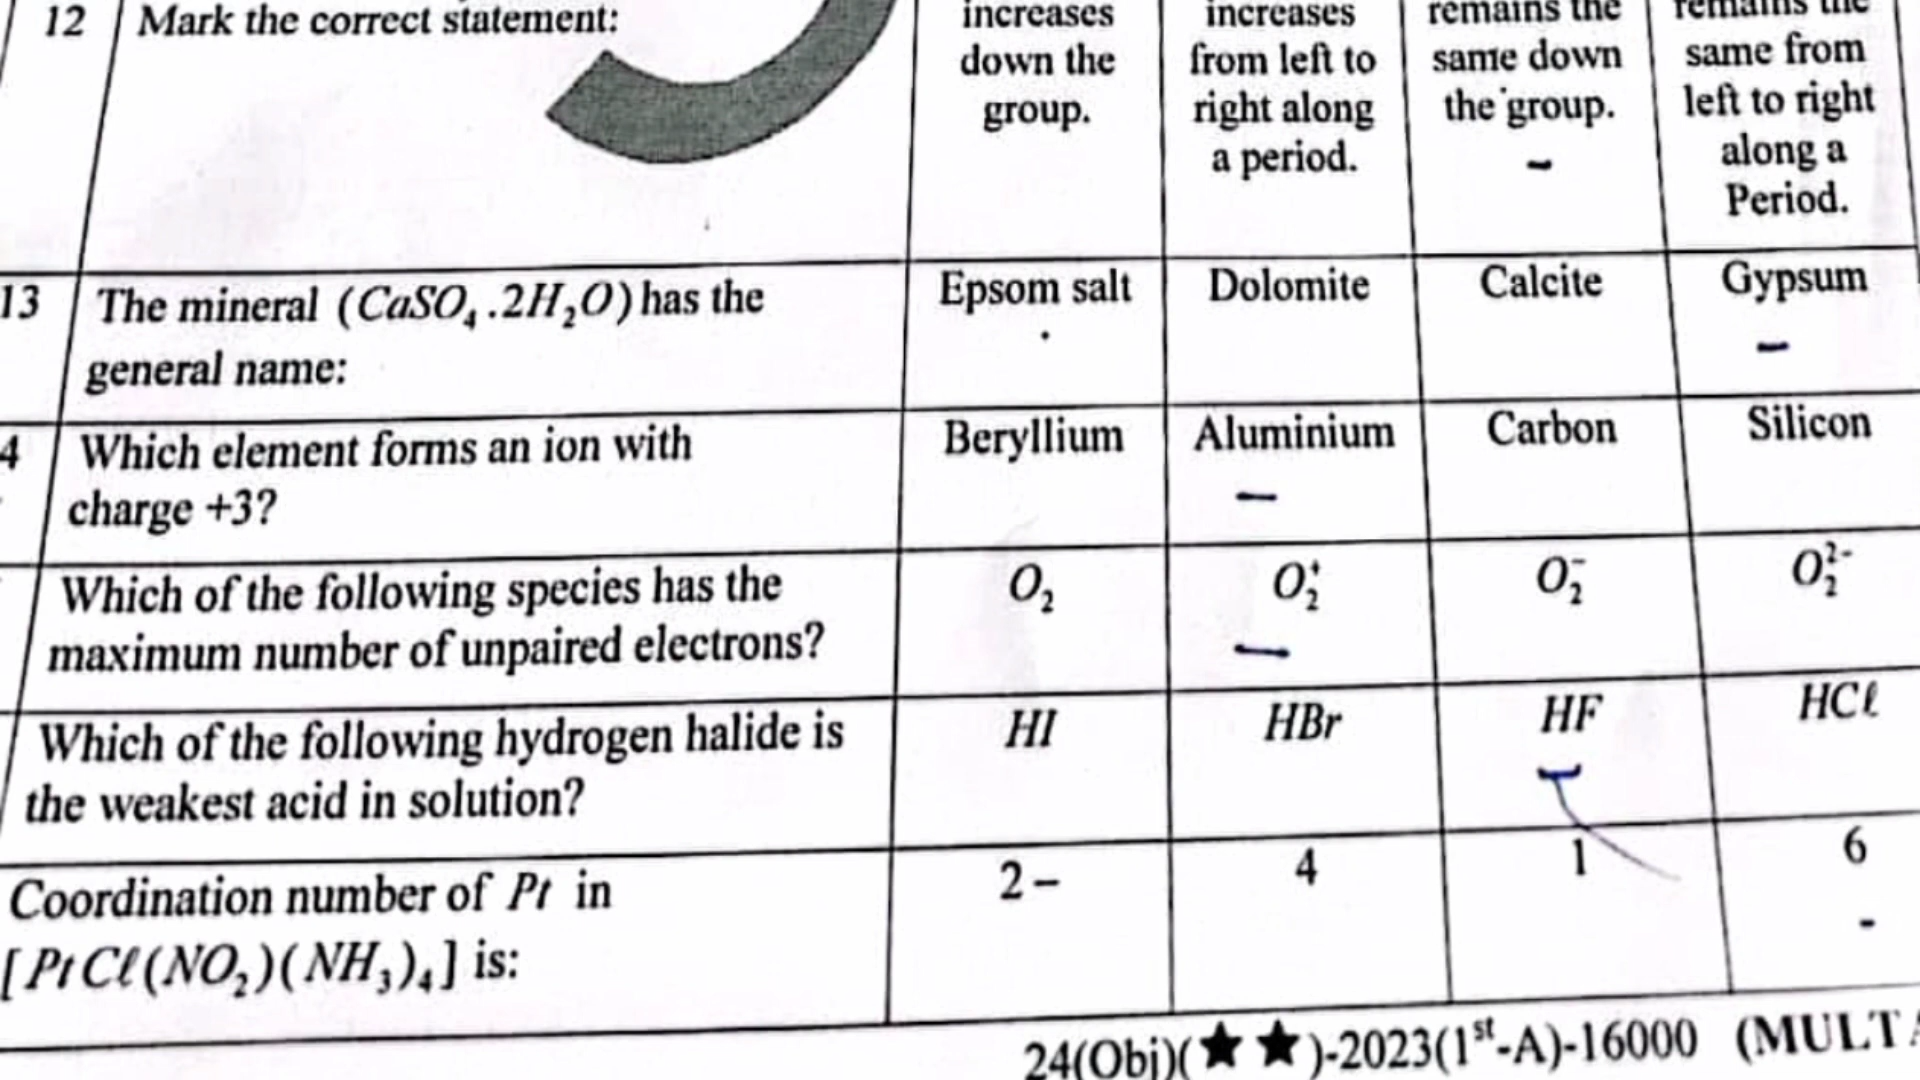 12 Mark the correct statement:
increases down the group.
increases from left to right along a period.
remains the same down the group.
remains the same from left to right along a Period.
13 The mineral (CaSO₄.2H₂O) has the general name:
Epsom salt
Dolomite
Calcite
Gypsum
4 Which element forms an ion with charge +3?
Beryllium
Aluminium
Carbon
Silicon
Which of the following species has the maximum number of unpaired electrons?
O₂
O₂⁺
O₂⁻
O₂²⁻
Which of the following hydrogen halide is the weakest acid in solution?
HI
HBr
HF
HCℓ
Coordination number of Pt in [PtCℓ(NO₂)(NH₃)₄] is:
2 –
4
1
6
24(Obj)(★★)-2023(1ˢᵗ-A)-16000 (MULTA